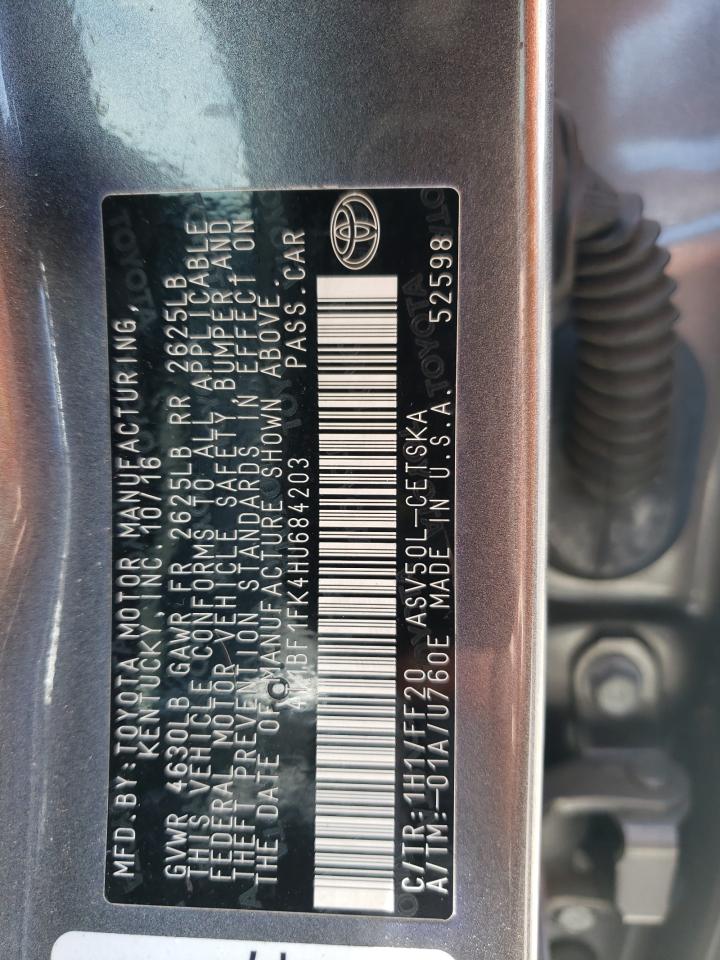 MFD.BY:TOYOTA MOTOR MANUFACTURING,
KENTUCKY, INC. 10/16
GVWR 4630LB GAWR FR 2625LB RR 2625LB
THIS VEHICLE CONFORMS TO ALL APPLICABLE
FEDERAL MOTOR VEHICLE SAFETY, BUMPER AND
THEFT PREVENTION STANDARDS IN EFFECT ON
THE DATE OF MANUFACTURE SHOWN ABOVE.
4T1BF1FK4HU684203 PASS.CAR
C/TR:1H1/FF20 ASV50L-CETSKA
A/TM:-01A/U760E MADE IN U.S.A. 52598